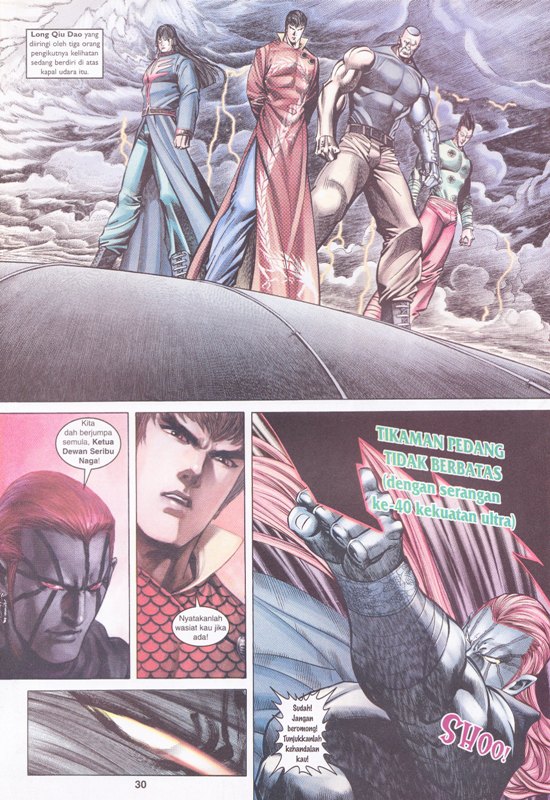 Long Qiu Dao yang
diiringi oleh tiga orang
pengikutnya kelihatan
sedang berdiri di atas
kapal udara itu.
Kita
dah berjumpa
semula, Ketua
Dewan Seribu
Naga!
Nyatakanlah
wasiat kau jika
ada!
TIKAMAN PEDANG
TIDAK BERBATAS
(dengan serangan
ke-40 kekuatan ultra)
Sudah!
Jangan
beromong!
Tunjukkanlah
kehandalan
kau!
SHOO!
30